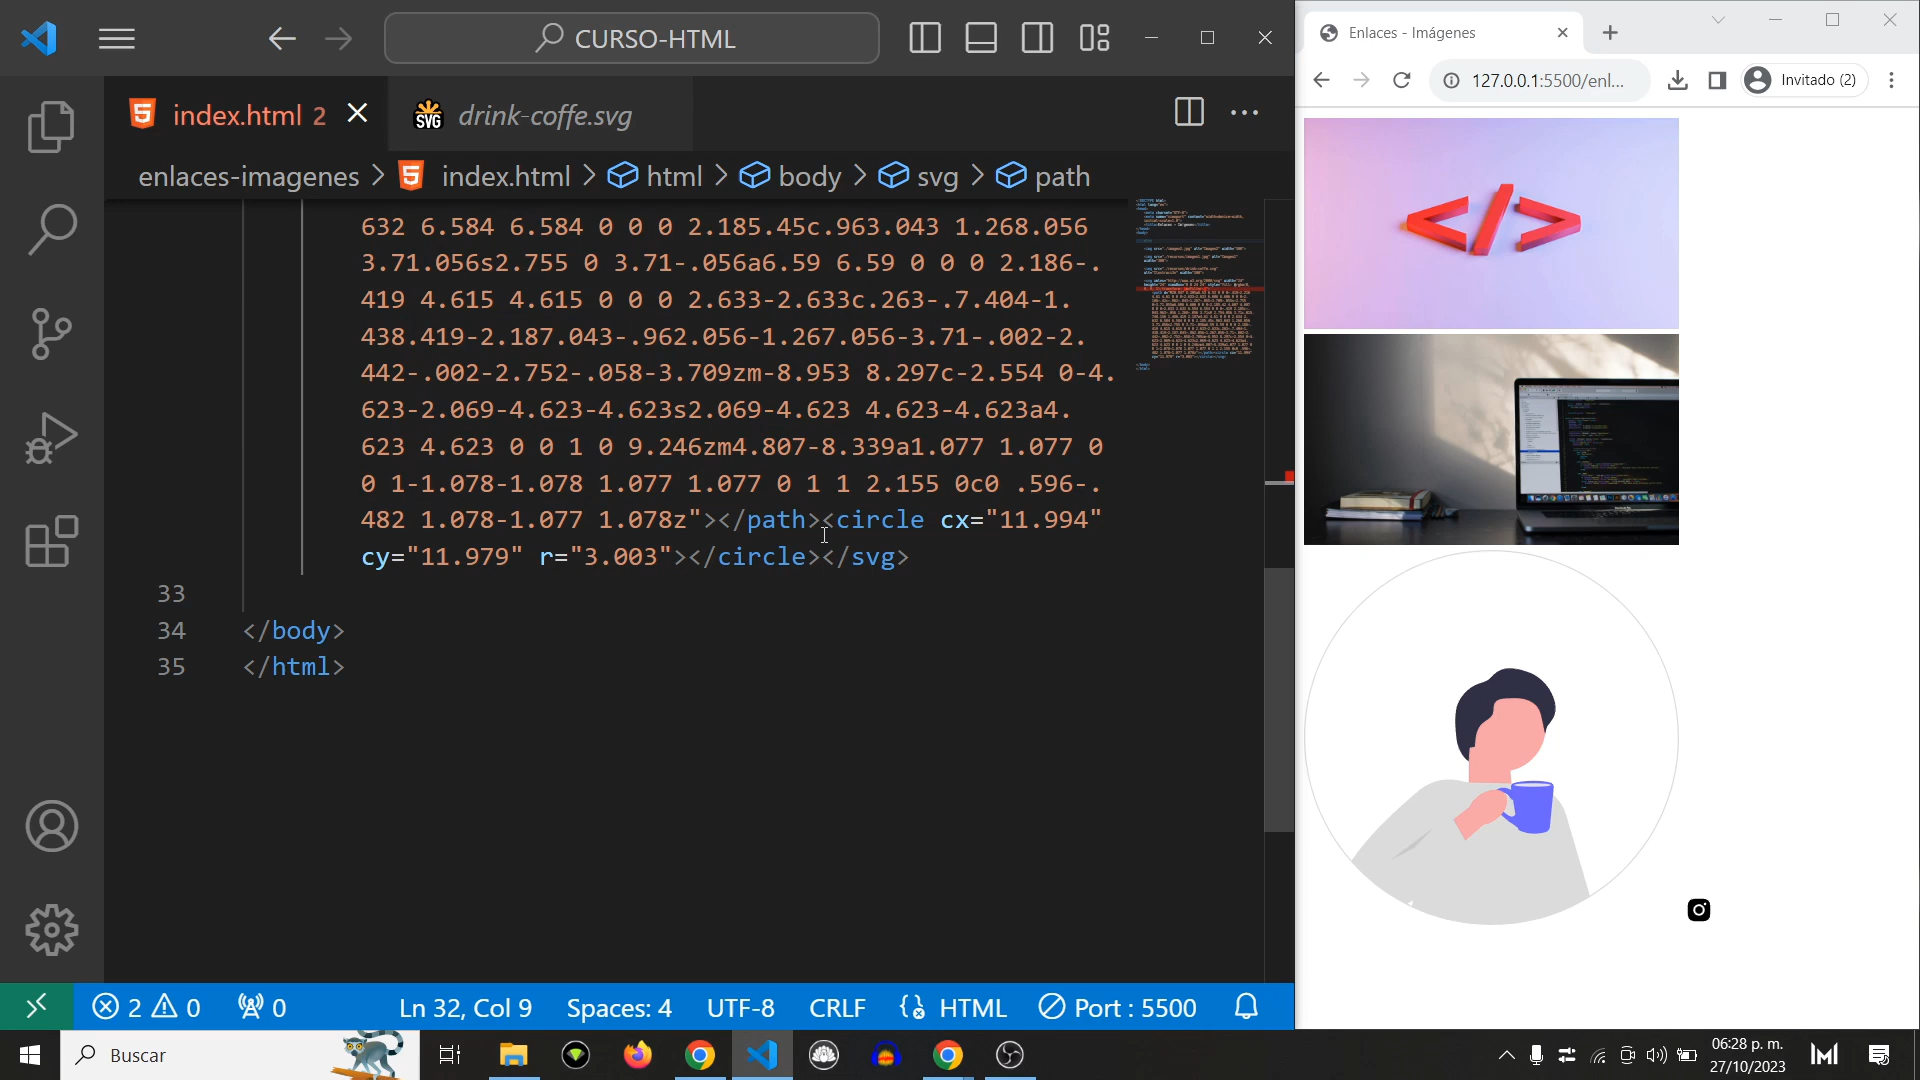 CURSO-HTML
index.html 2
SVG drink-coffe.svg
enlaces-imagenes > index.html > html > body > svg > path
632 6.584 6.584 0 0 0 2.185.45c.963.043 1.268.056
3.71.056s2.755 0 3.71-.056a6.59 6.59 0 0 0 2.186-.
419 4.615 4.615 0 0 0 2.633-2.633c.263-.7.404-1.
438.419-2.187.043-.962.056-1.267.056-3.71-.002-2.
442-.002-2.752-.058-3.709zm-8.953 8.297c-2.554 0-4.
623-2.069-4.623-4.623s2.069-4.623 4.623-4.623a4.
623 4.623 0 0 1 0 9.246zm4.807-8.339a1.077 1.077 0
0 1-1.078-1.078 1.077 1.077 0 1 1 2.155 0c0 .596-.
482 1.078-1.077 1.078z"></path><circle cx="11.994"
cy="11.979" r="3.003"></circle></svg>
33
34 </body>
35 </html>
2 0 0 Ln 32, Col 9 Spaces: 4 UTF-8 CRLF HTML Port : 5500
Enlaces - Imágenes
127.0.0.1:5500/enl... Invitado (2)
</>
Buscar
06:28 p. m.
27/10/2023